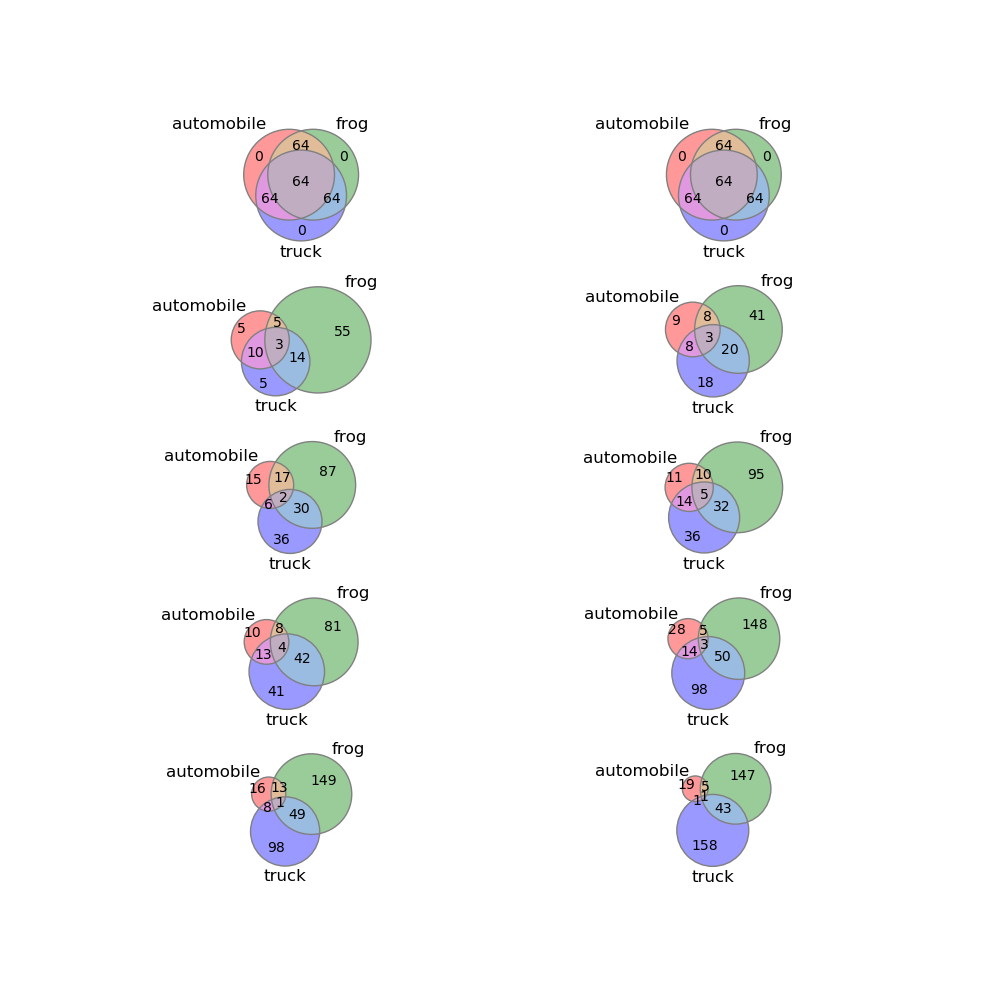 automobile frog
0 64 0
64
64 64
0
truck
automobile frog
0 64 0
64
64 64
0
truck
frog
automobile
5 5 55
3
10 14
5
truck
frog
automobile
9 8 41
3
8 20
18
truck
frog
automobile
15 17 87
2
6 30
36
truck
frog
automobile
11 10 95
5
14 32
36
truck
frog
automobile
10 8 81
4
13 42
41
truck
frog
automobile
28 5 148
3
14 50
98
truck
frog
automobile
16 13 149
1
8 49
98
truck
frog
automobile
19 5 147
1
1 43
158
truck